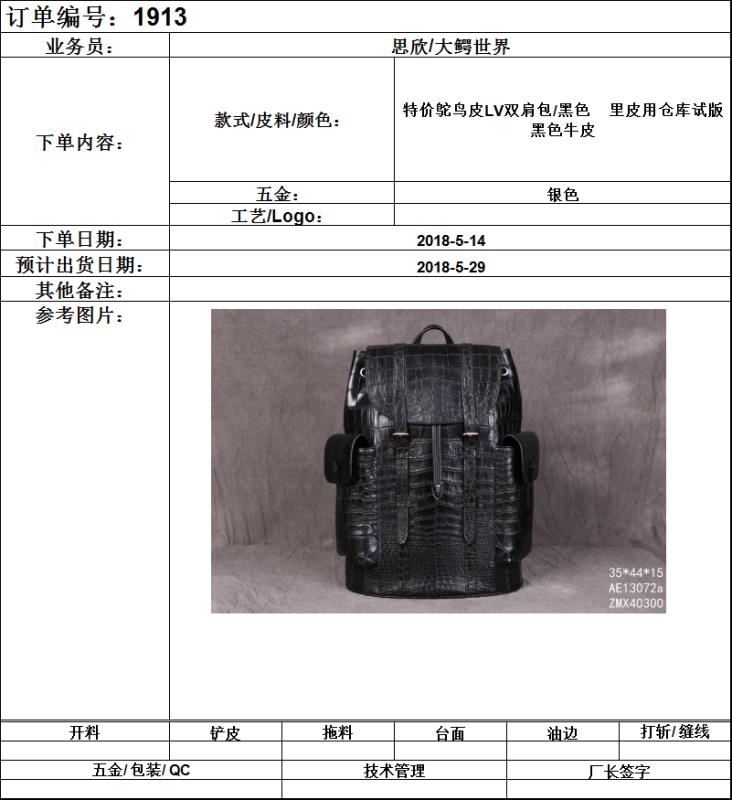 订单编号：1913
业务员： 思欣/大鳄世界
下单内容：
款式/皮料/颜色： 特价鸵鸟皮LV双肩包/黑色 里皮用仓库试版
黑色牛皮
五金： 银色
工艺/Logo：
下单日期： 2018-5-14
预计出货日期： 2018-5-29
其他备注：
参考图片：
35*44*15
AE13072a
ZMX40300
开料 铲皮 拖料 台面 油边 打斩/缝线
五金/包装/QC 技术管理 厂长签字